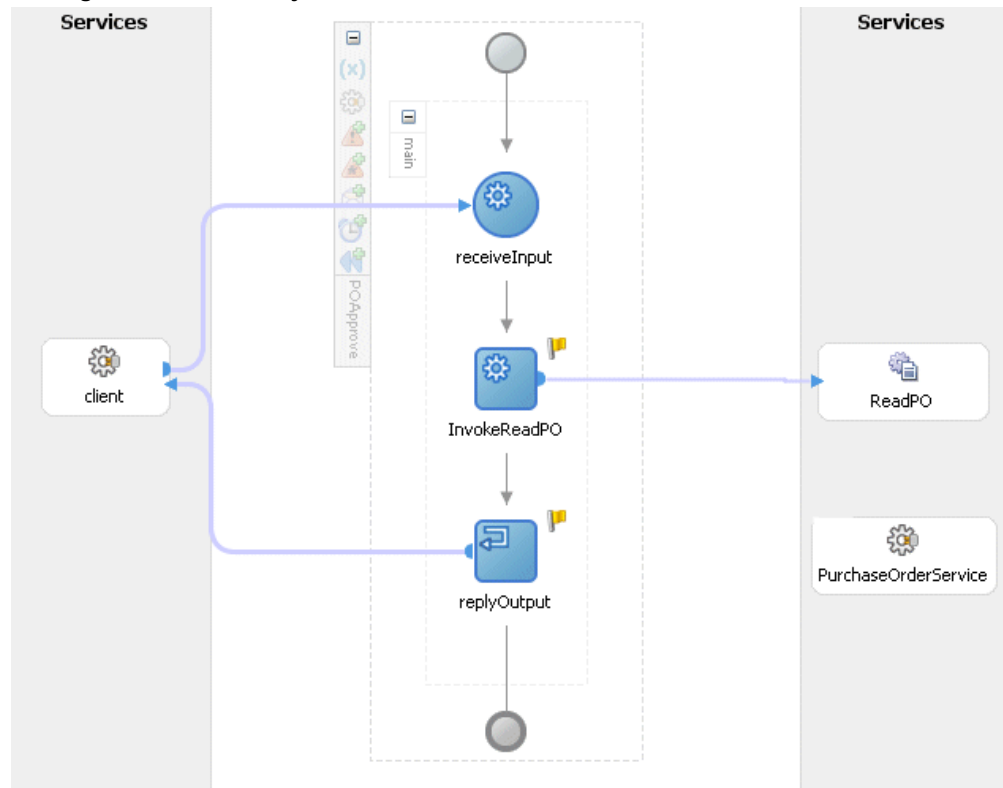 Services
Services
(x)
main
receiveInput
POApprove
client
ReadPO
InvokeReadPO
PurchaseOrderService
replyOutput